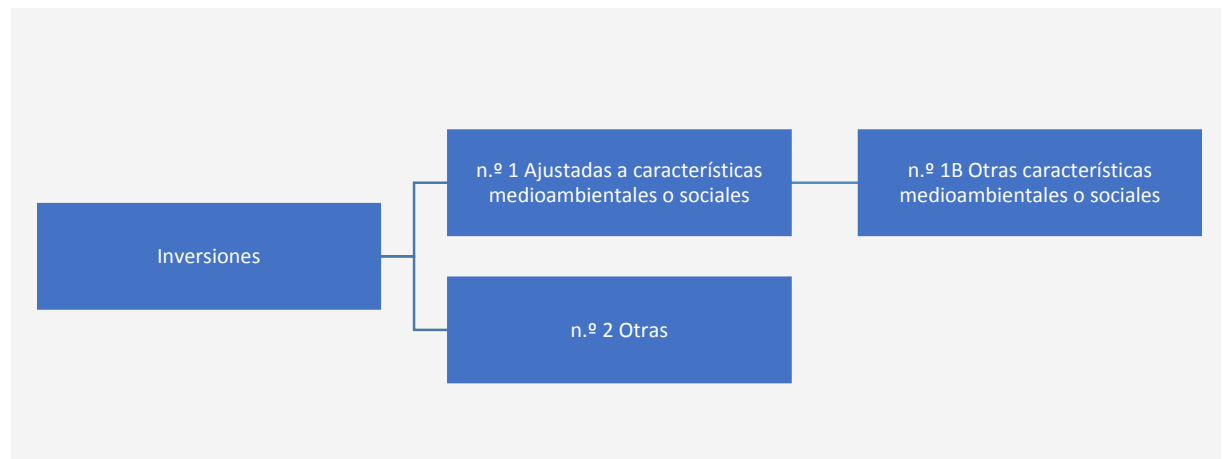 Inversiones
n.º 1 Ajustadas a características
medioambientales o sociales
n.º 1B Otras características
medioambientales o sociales
n.º 2 Otras